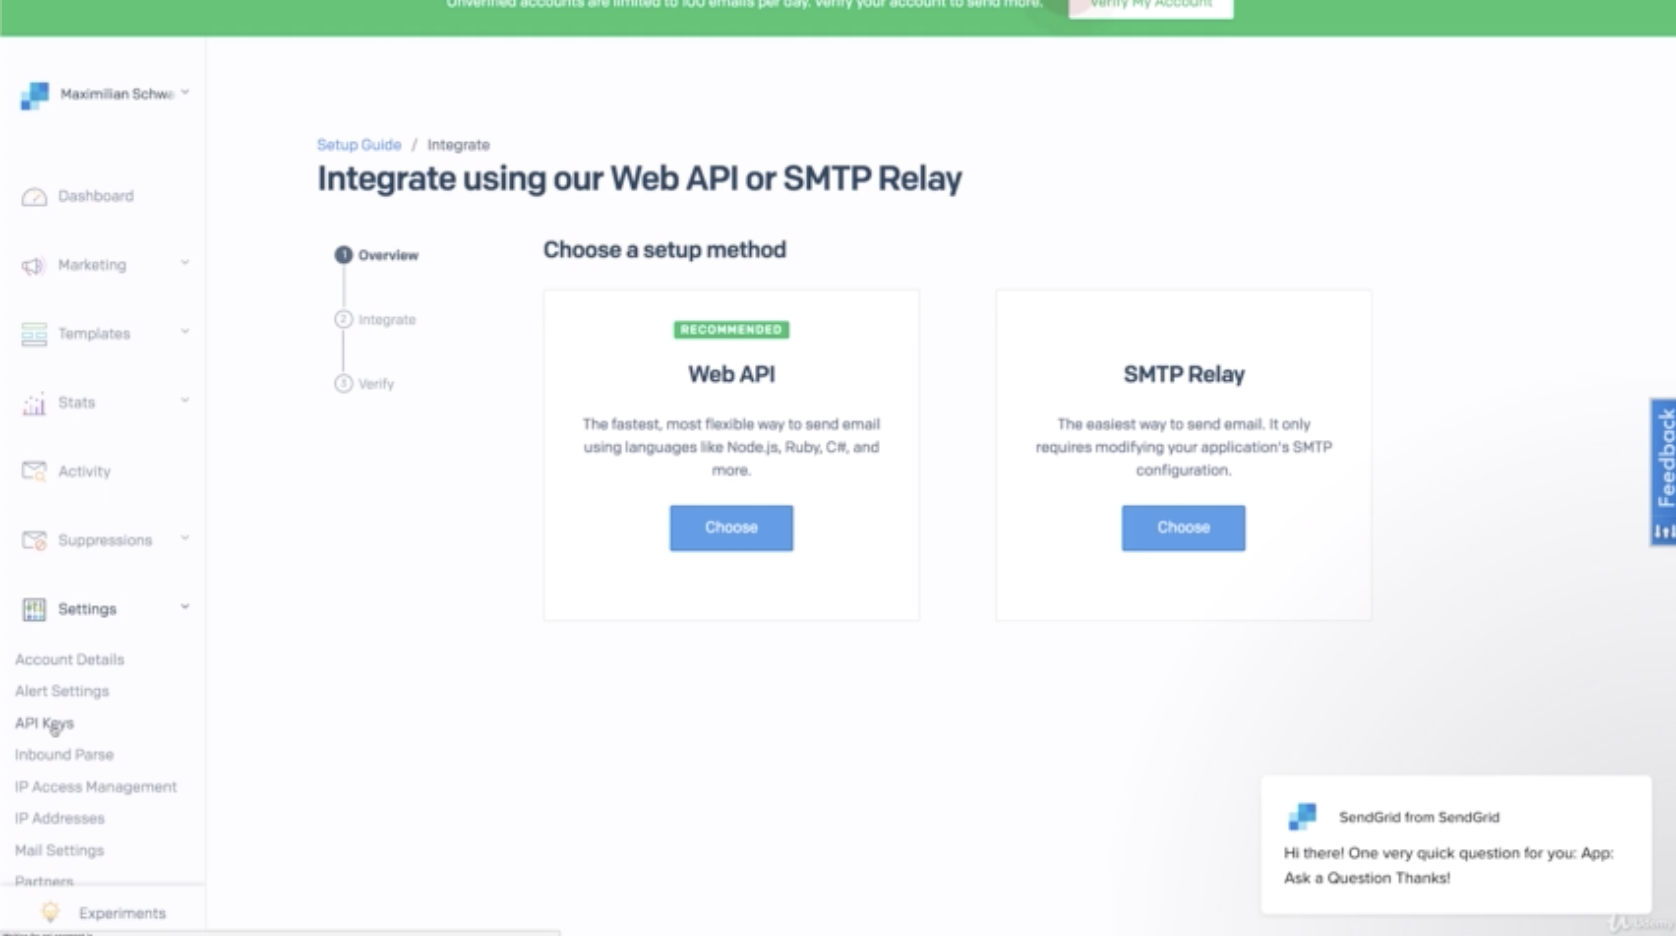 Unverified accounts are limited to 100 emails per day. Verify your account to send more.
Verify My Account
Maximilian Schwa
Dashboard
Marketing
Templates
Stats
Activity
Suppressions
Settings
Account Details
Alert Settings
API Keys
Inbound Parse
IP Access Management
IP Addresses
Mail Settings
Partners
Experiments
Setup Guide / Integrate
Integrate using our Web API or SMTP Relay
1 Overview
2 Integrate
3 Verify
Choose a setup method
RECOMMENDED
Web API
The fastest, most flexible way to send email
using languages like Node.js, Ruby, C#, and
more.
Choose
SMTP Relay
The easiest way to send email. It only
requires modifying your application's SMTP
configuration.
Choose
Feedback
SendGrid from SendGrid
Hi there! One very quick question for you: App:
Ask a Question Thanks!
Udemy